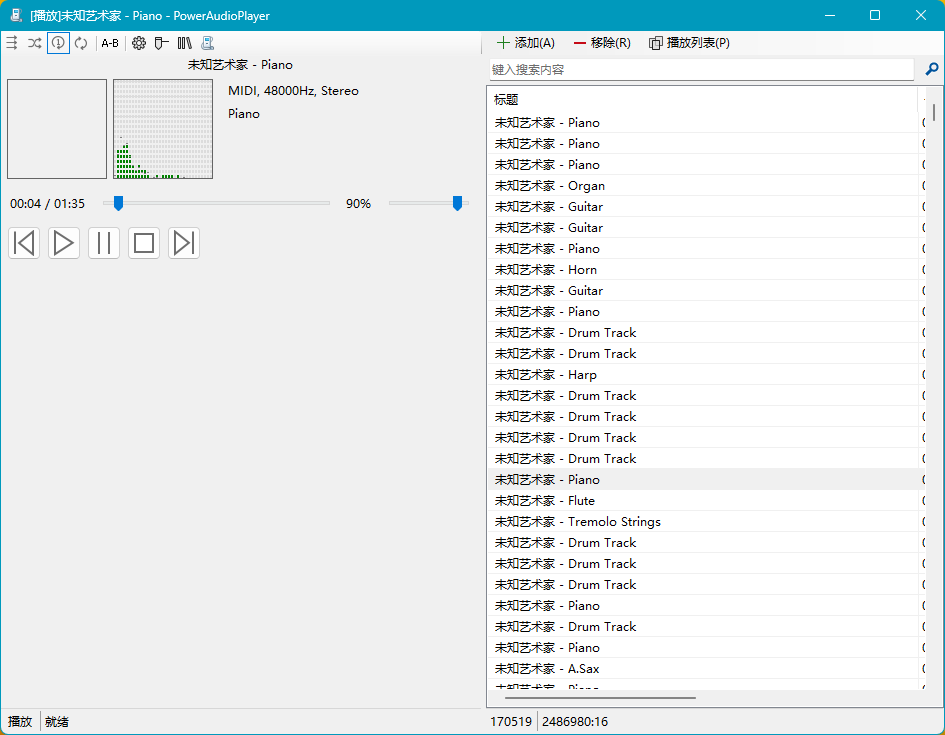 [播放]未知艺术家 - Piano - PowerAudioPlayer
A-B
添加(A) 移除(R) 播放列表(P)
未知艺术家 - Piano
键入搜索内容
MIDI, 48000Hz, Stereo
Piano
00:04 / 01:35
90%
标题
未知艺术家 - Piano
未知艺术家 - Piano
未知艺术家 - Piano
未知艺术家 - Organ
未知艺术家 - Guitar
未知艺术家 - Guitar
未知艺术家 - Piano
未知艺术家 - Horn
未知艺术家 - Guitar
未知艺术家 - Piano
未知艺术家 - Drum Track
未知艺术家 - Drum Track
未知艺术家 - Harp
未知艺术家 - Drum Track
未知艺术家 - Drum Track
未知艺术家 - Drum Track
未知艺术家 - Drum Track
未知艺术家 - Piano
未知艺术家 - Flute
未知艺术家 - Tremolo Strings
未知艺术家 - Drum Track
未知艺术家 - Drum Track
未知艺术家 - Drum Track
未知艺术家 - Piano
未知艺术家 - Drum Track
未知艺术家 - Piano
未知艺术家 - A.Sax
未知艺术家 - Piano
播放 就绪
170519 2486980:16